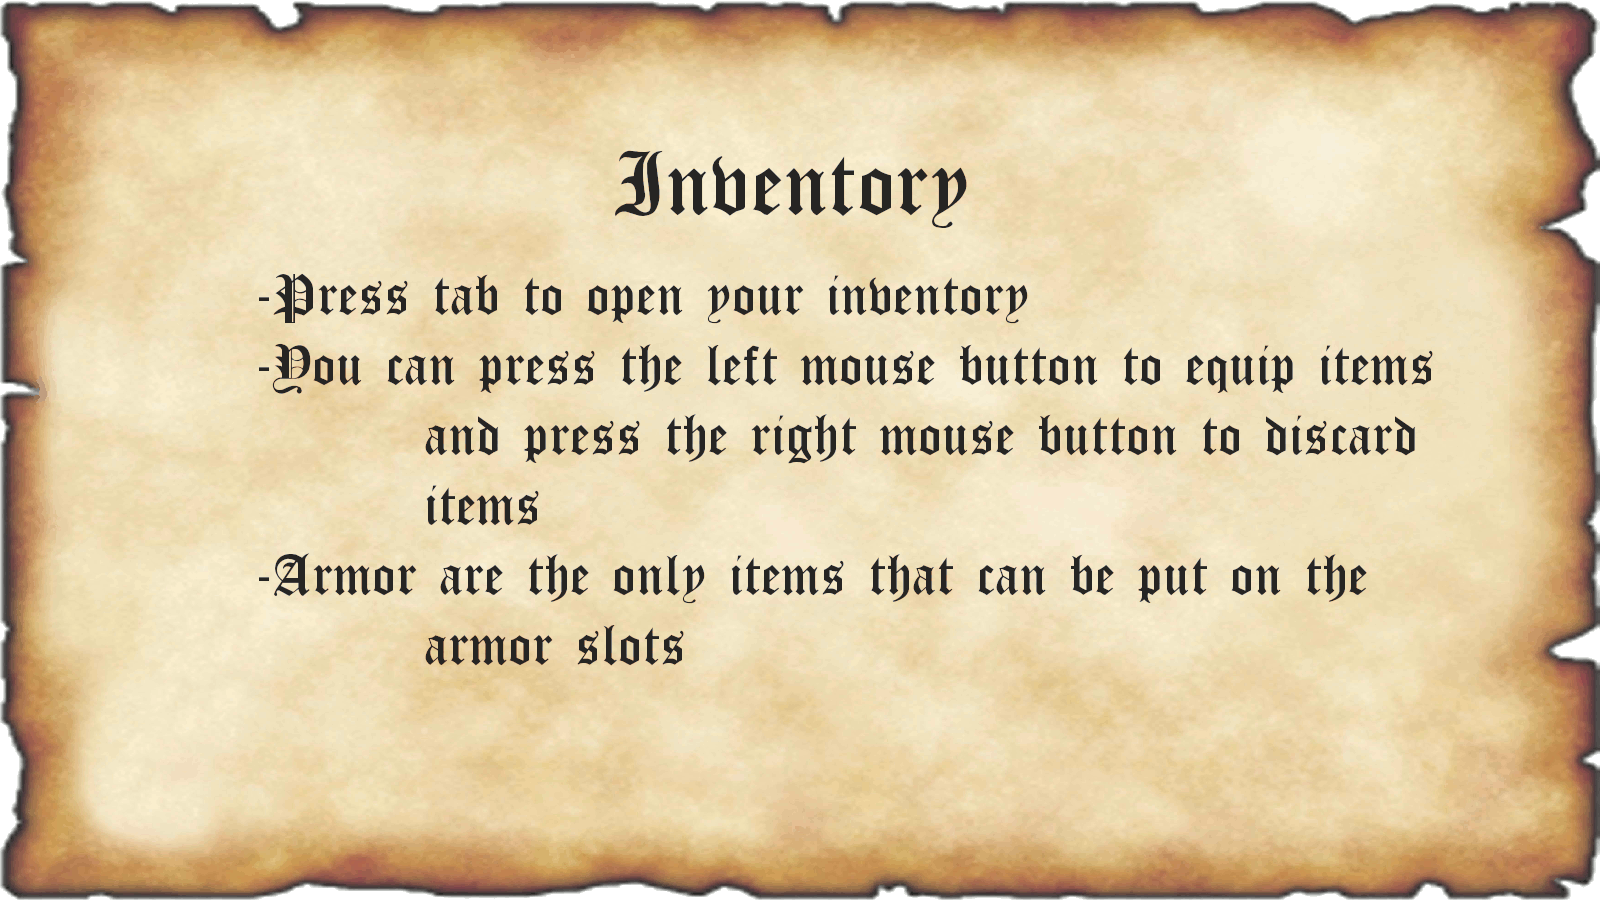 Inventory
-Press tab to open your inventory
-You can press the left mouse button to equip items
and press the right mouse button to discard
items
-Armor are the only items that can be put on the
armor slots